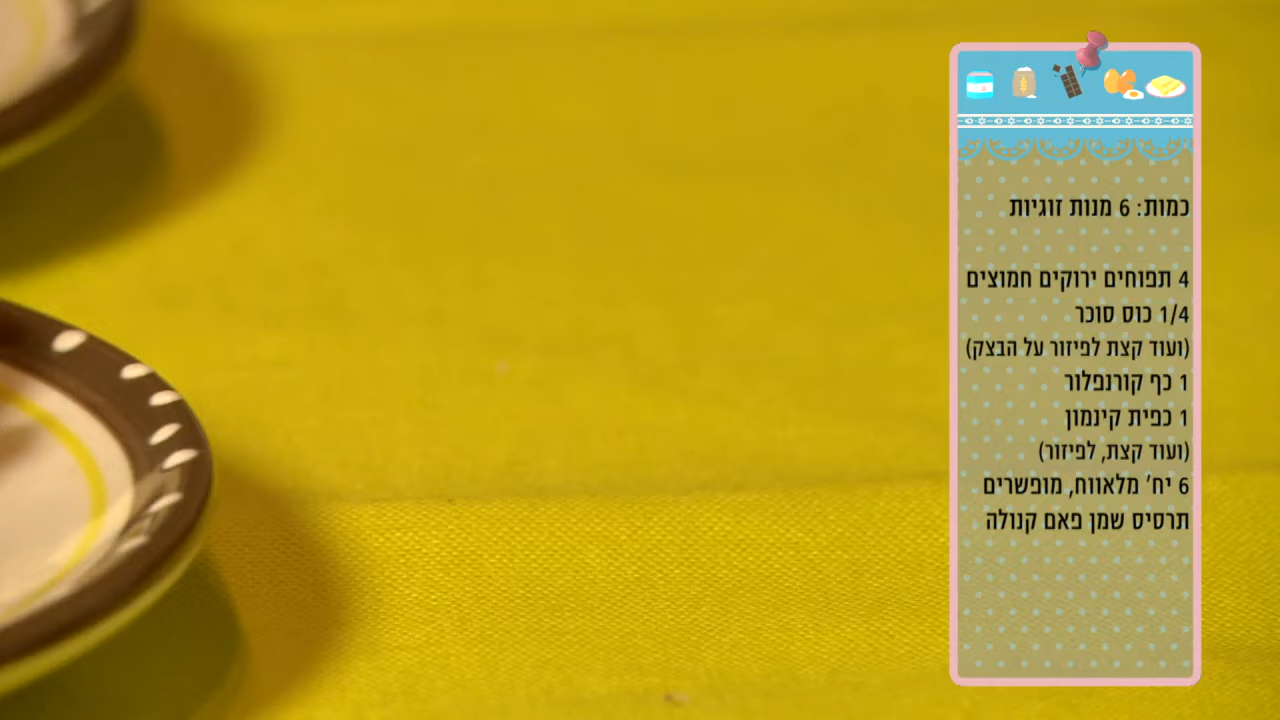 כמות: 6 מנות זוגיות
4 תפוחים ירוקים חמוצים
1/4 כוס סוכר
(ועוד קצת לפיזור על הבצק)
1 כף קורנפלור
1 כפית קינמון
(ועוד קצת, לפיזור)
6 יח' מלאווח, מופשרים
תרסיס שמן פאם קנולה